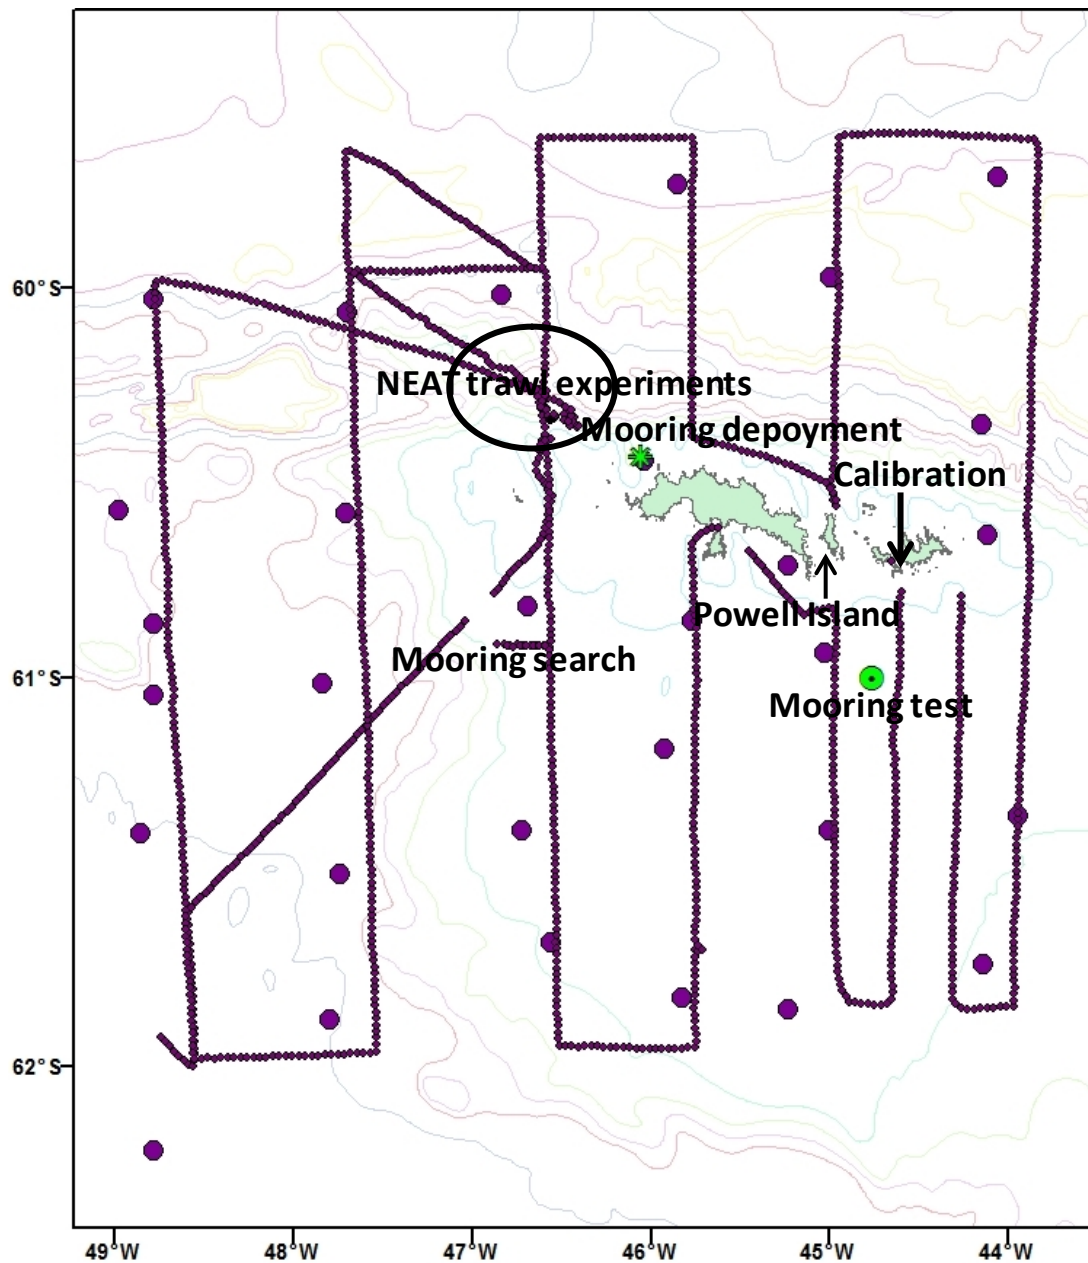 60°S
NEAT trawl experiments
Mooring depoyment
Calibration
Powell Island
Mooring search
61°S
Mooring test
62°S
49°W 48°W 47°W 46°W 45°W 44°W